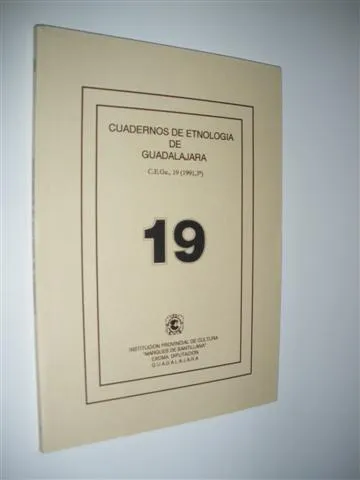 CUADERNOS DE ETNOLOGIA
DE
GUADALAJARA
C.E.Gu., 19 (1991,3º)
19
INSTITUCION PROVINCIAL DE CULTURA
"MARQUES DE SANTILLANA"
EXCMA. DIPUTACION
GUADALAJARA